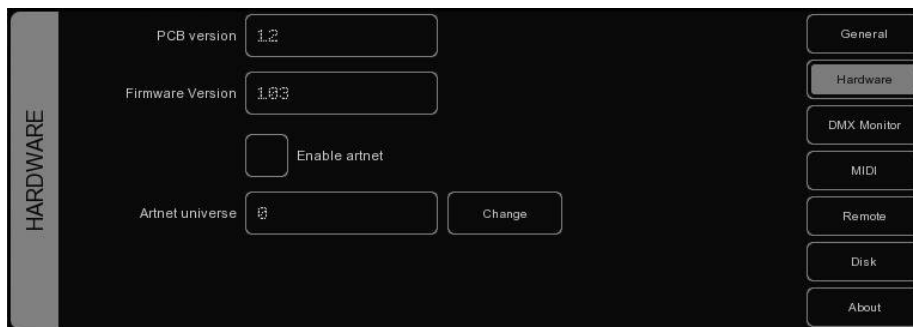 HARDWARE
PCB version 1.2
Firmware Version 1.03
Enable artnet
Artnet universe 0 Change
General
Hardware
DMX Monitor
MIDI
Remote
Disk
About